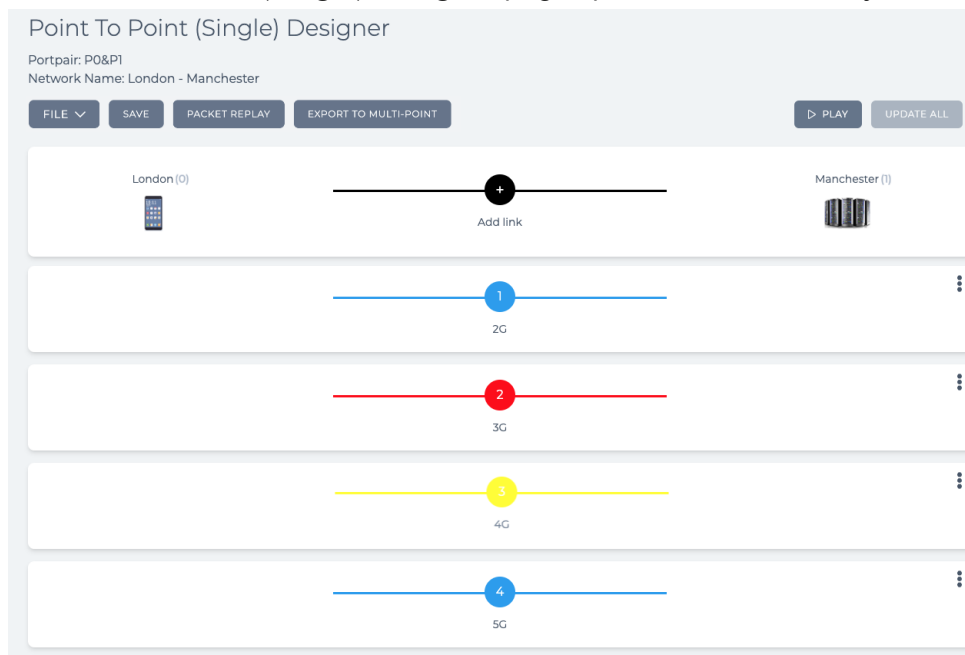 Point To Point (Single) Designer
Portpair: P0&P1
Network Name: London - Manchester
FILE SAVE PACKET REPLAY EXPORT TO MULTI-POINT PLAY UPDATE ALL
London (0) + Manchester (1)
Add link
1
2G
2
3G
3
4G
4
5G